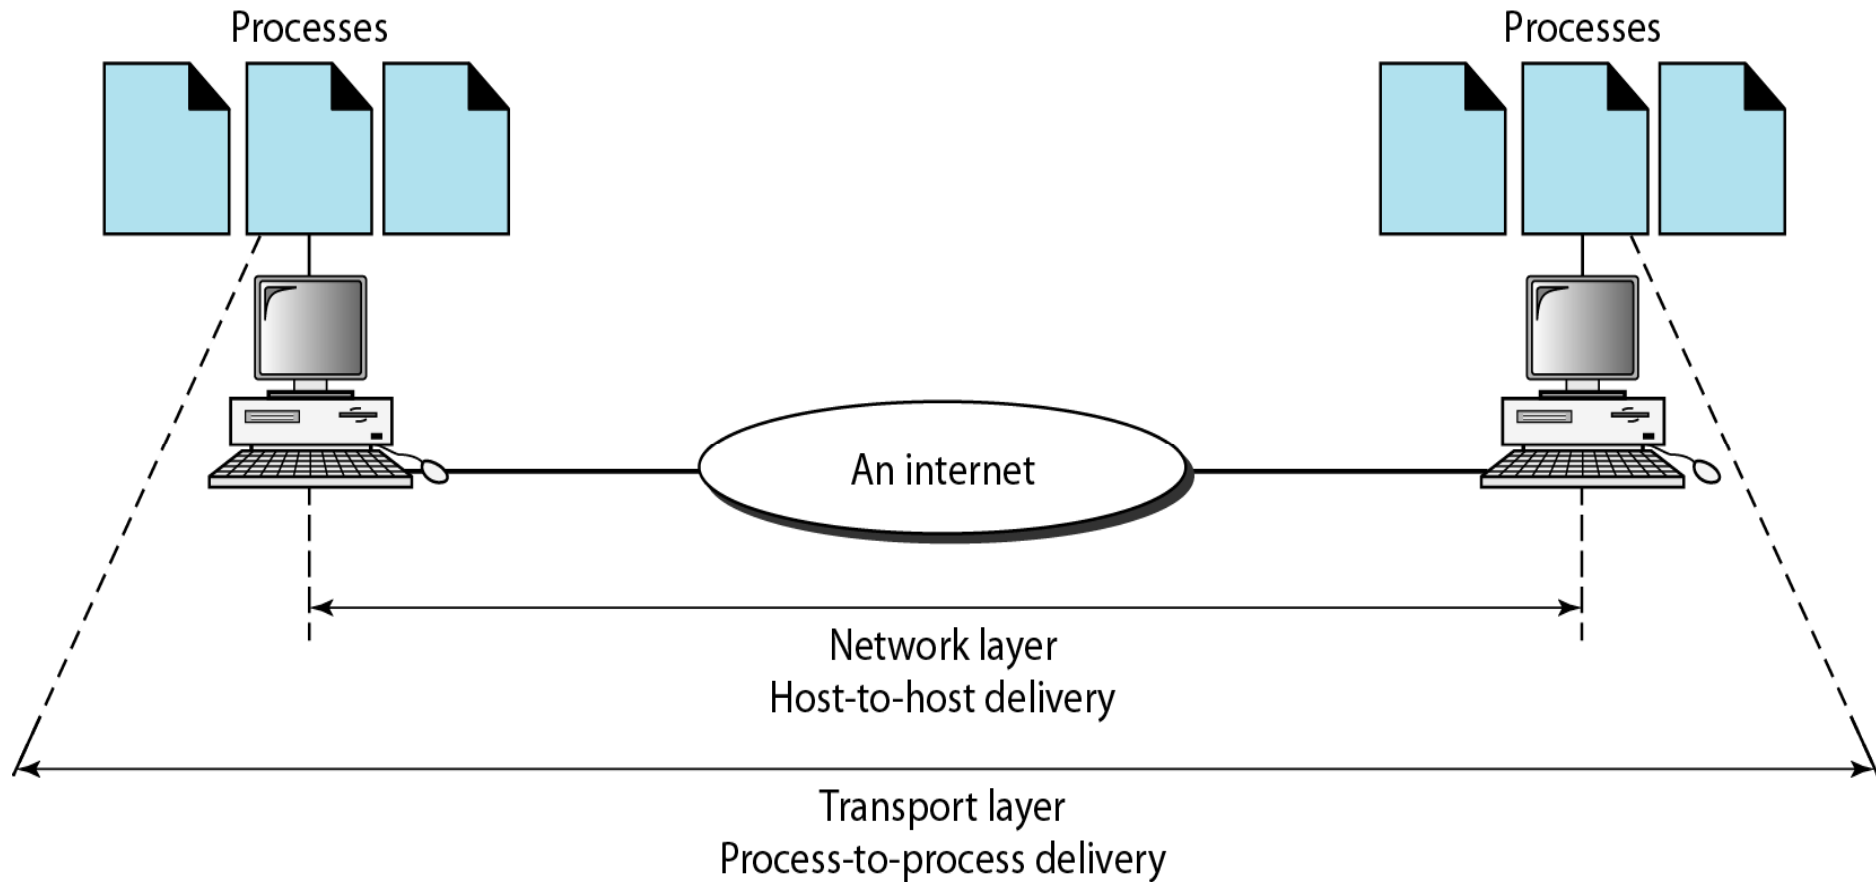 Processes
Processes
An internet
Network layer
Host-to-host delivery
Transport layer
Process-to-process delivery